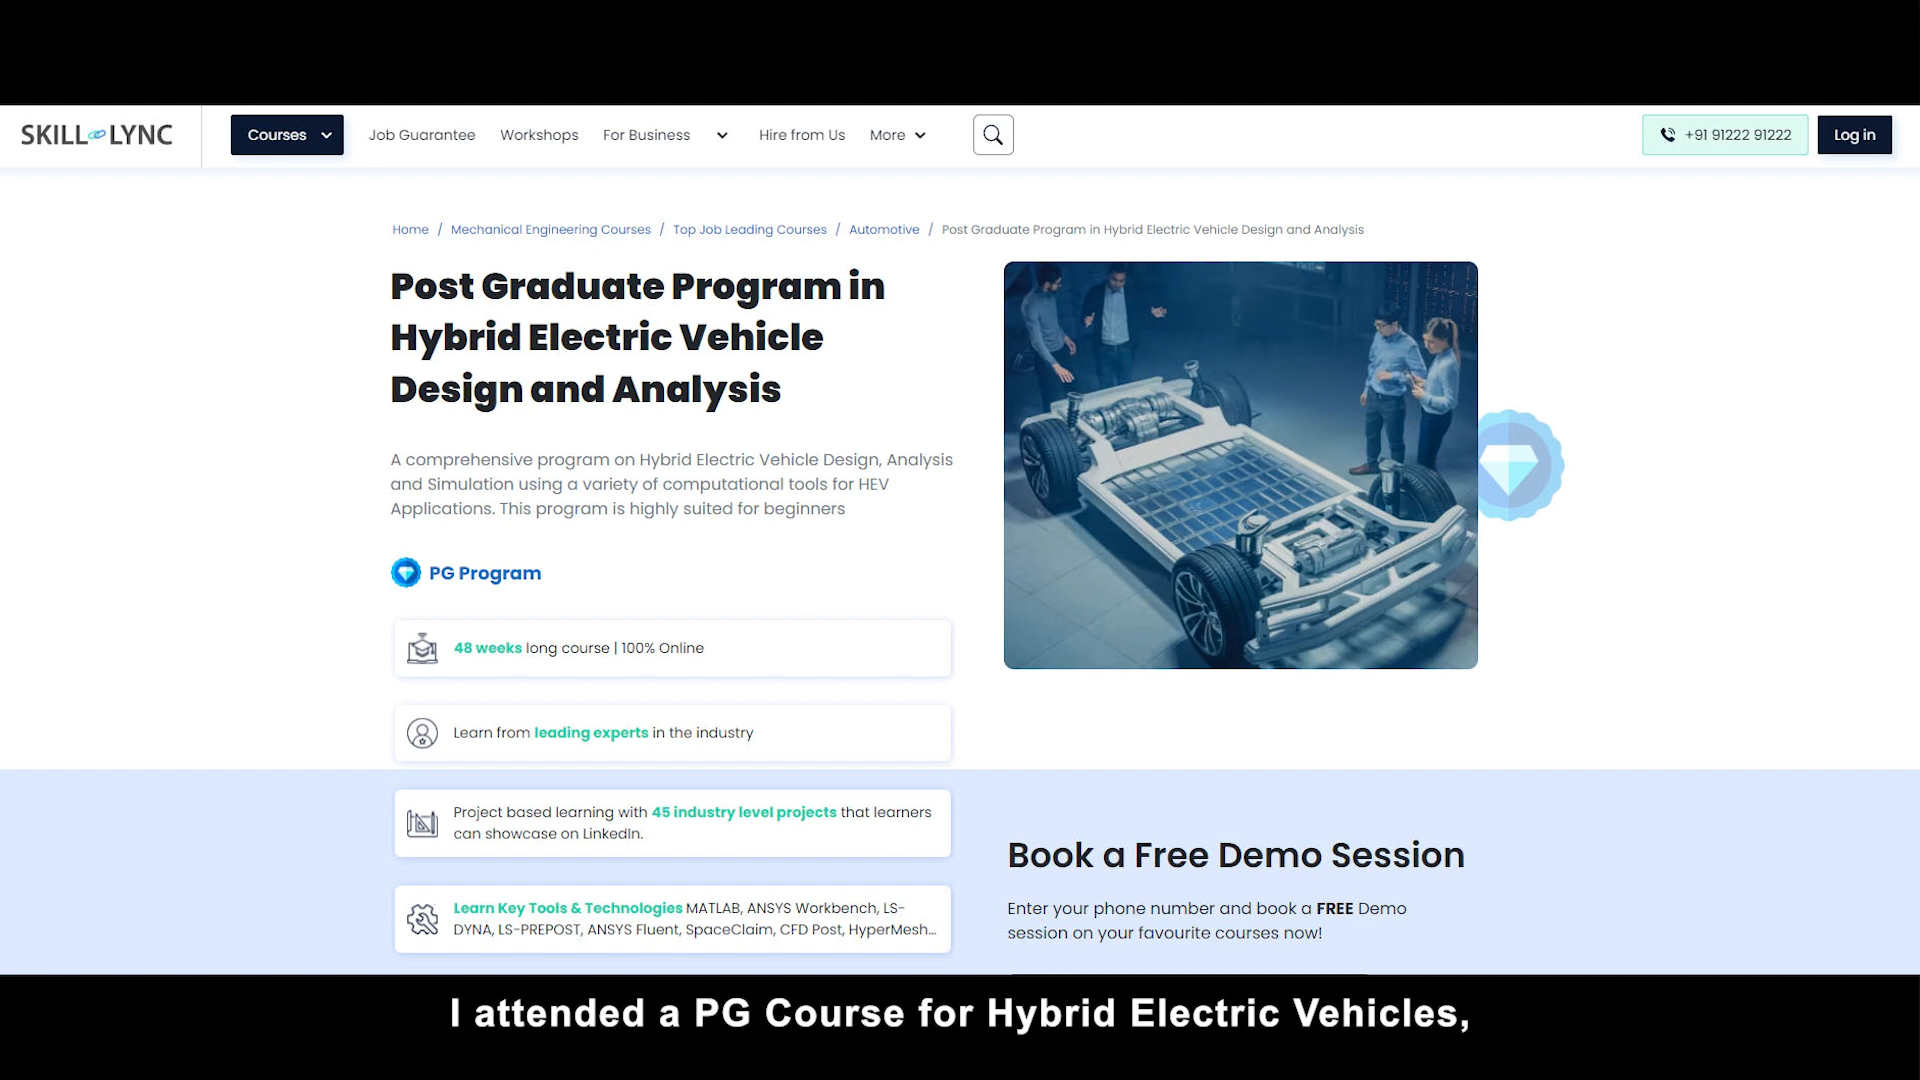 SKILL LYNC
Courses
Job Guarantee
Workshops
For Business
Hire from Us
More
+91 91222 91222
Log in
Home / Mechanical Engineering Courses / Top Job Leading Courses / Automotive / Post Graduate Program in Hybrid Electric Vehicle Design and Analysis
Post Graduate Program in
Hybrid Electric Vehicle
Design and Analysis
A comprehensive program on Hybrid Electric Vehicle Design, Analysis
and Simulation using a variety of computational tools for HEV
Applications. This program is highly suited for beginners
PG Program
48 weeks long course | 100% Online
Learn from leading experts in the industry
Project based learning with 45 industry level projects that learners
can showcase on LinkedIn.
Learn Key Tools & Technologies MATLAB, ANSYS Workbench, LS-
DYNA, LS-PREPOST, ANSYS Fluent, SpaceClaim, CFD Post, HyperMesh...
Book a Free Demo Session
Enter your phone number and book a FREE Demo
session on your favourite courses now!
I attended a PG Course for Hybrid Electric Vehicles,